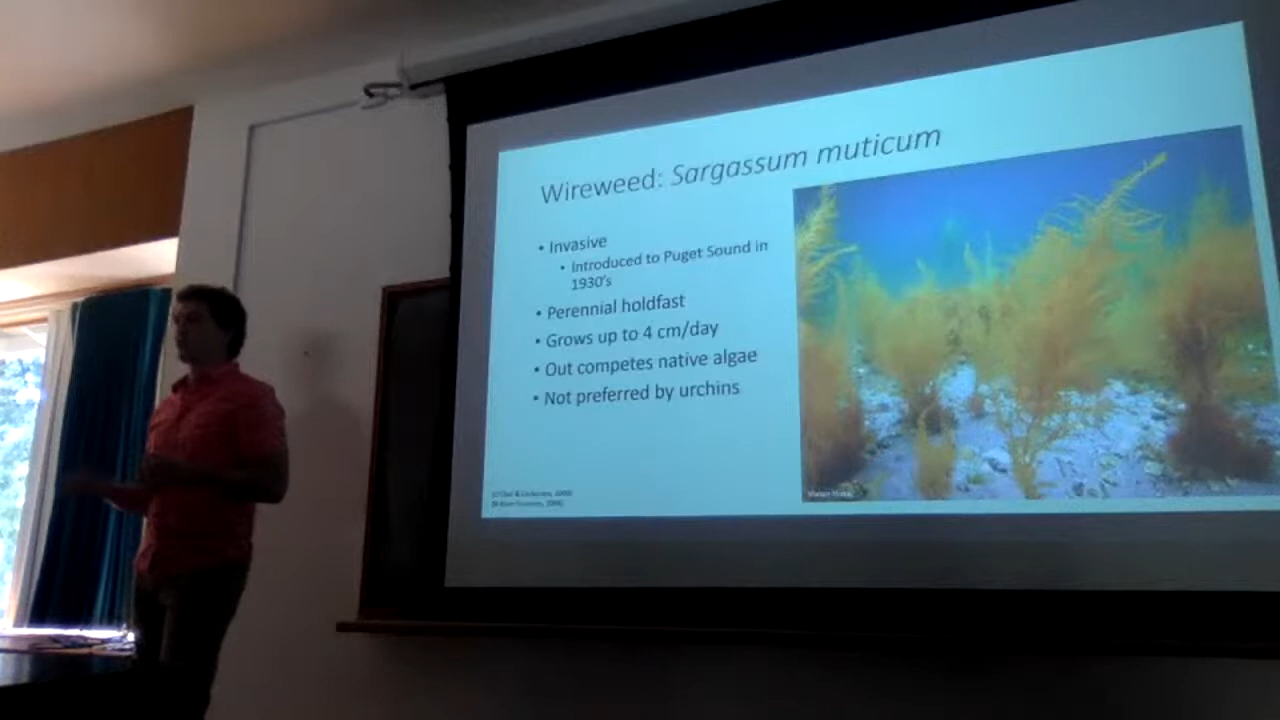 Wireweed: Sargassum muticum
• Invasive
• Introduced to Puget Sound in
1930's
• Perennial holdfast
• Grows up to 4 cm/day
• Out competes native algae
• Not preferred by urchins